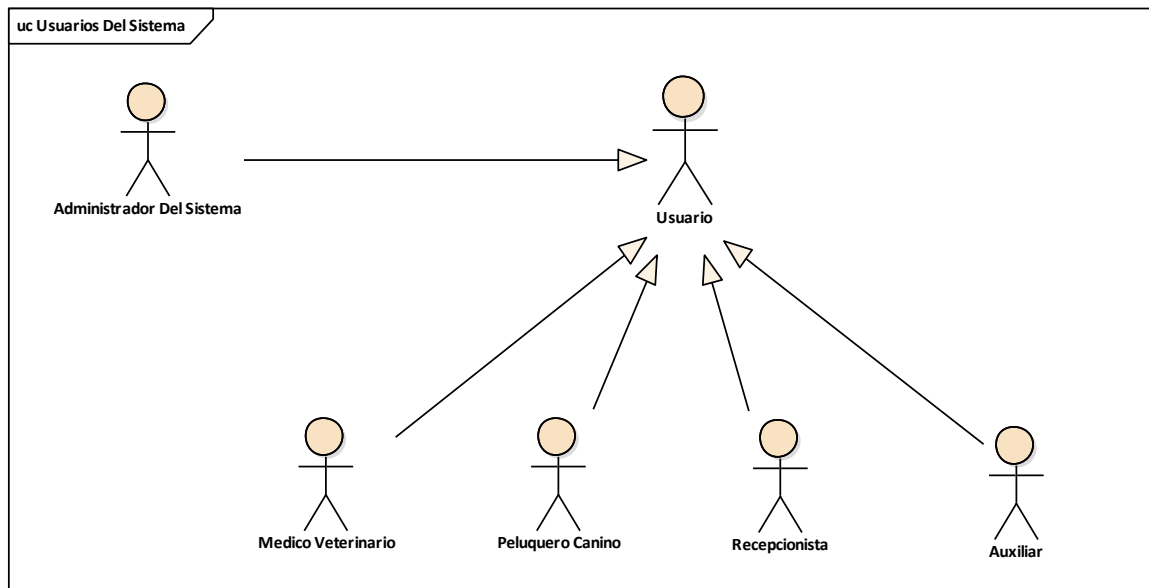 uc Usuarios Del Sistema
Administrador Del Sistema
Usuario
Medico Veterinario
Peluquero Canino
Recepcionista
Auxiliar